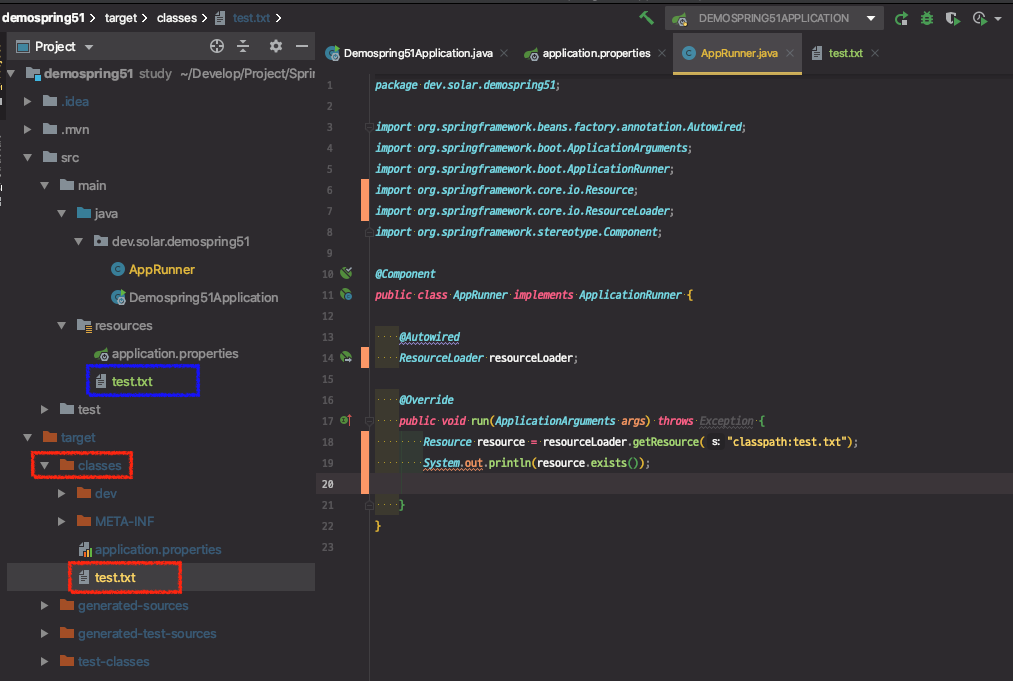 demospring51 target classes test.txt
DEMOSPRING51APPLICATION
Project
Demospring51Application.java application.properties AppRunner.java test.txt
demospring51 study ~/Develop/Project/Sprin
.idea
.mvn
src
main
java
dev.solar.demospring51
AppRunner
Demospring51Application
resources
application.properties
test.txt
test
target
classes
dev
META-INF
application.properties
test.txt
generated-sources
generated-test-sources
test-classes
1 package dev.solar.demospring51;
2
3 import org.springframework.beans.factory.annotation.Autowired;
4 import org.springframework.boot.ApplicationArguments;
5 import org.springframework.boot.ApplicationRunner;
6 import org.springframework.core.io.Resource;
7 import org.springframework.core.io.ResourceLoader;
8 import org.springframework.stereotype.Component;
9
10 @Component
11 public class AppRunner implements ApplicationRunner {
12
13 @Autowired
14 ResourceLoader resourceLoader;
15
16 @Override
17 public void run(ApplicationArguments args) throws Exception {
18 Resource resource = resourceLoader.getResource( s: "classpath:test.txt");
19 System.out.println(resource.exists());
20
21 }
22 }
23